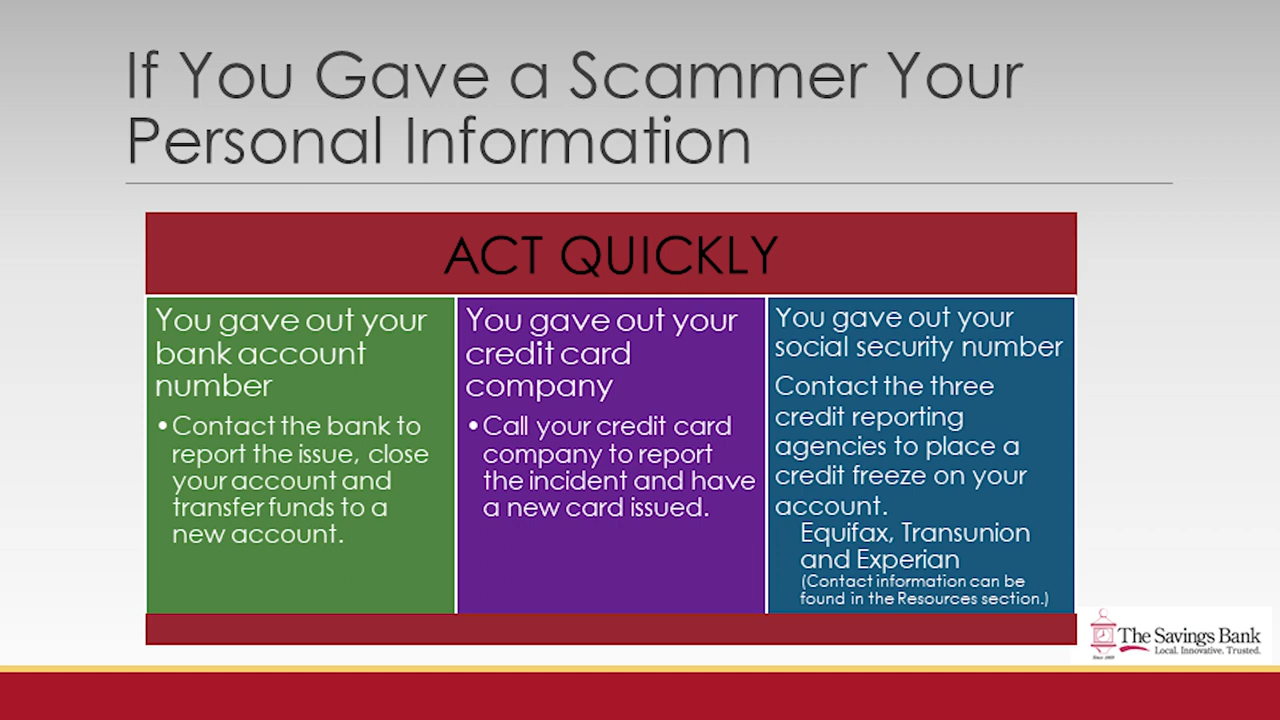 If You Gave a Scammer Your
Personal Information
ACT QUICKLY
You gave out your
bank account
number
•Contact the bank to
report the issue, close
your account and
transfer funds to a
new account.
You gave out your
credit card
company
•Call your credit card
company to report
the incident and have
a new card issued.
You gave out your
social security number
Contact the three
credit reporting
agencies to place a
credit freeze on your
account.
Equifax, Transunion
and Experian
(Contact information can be
found in the Resources section.)
The Savings Bank
Local. Innovative. Trusted.